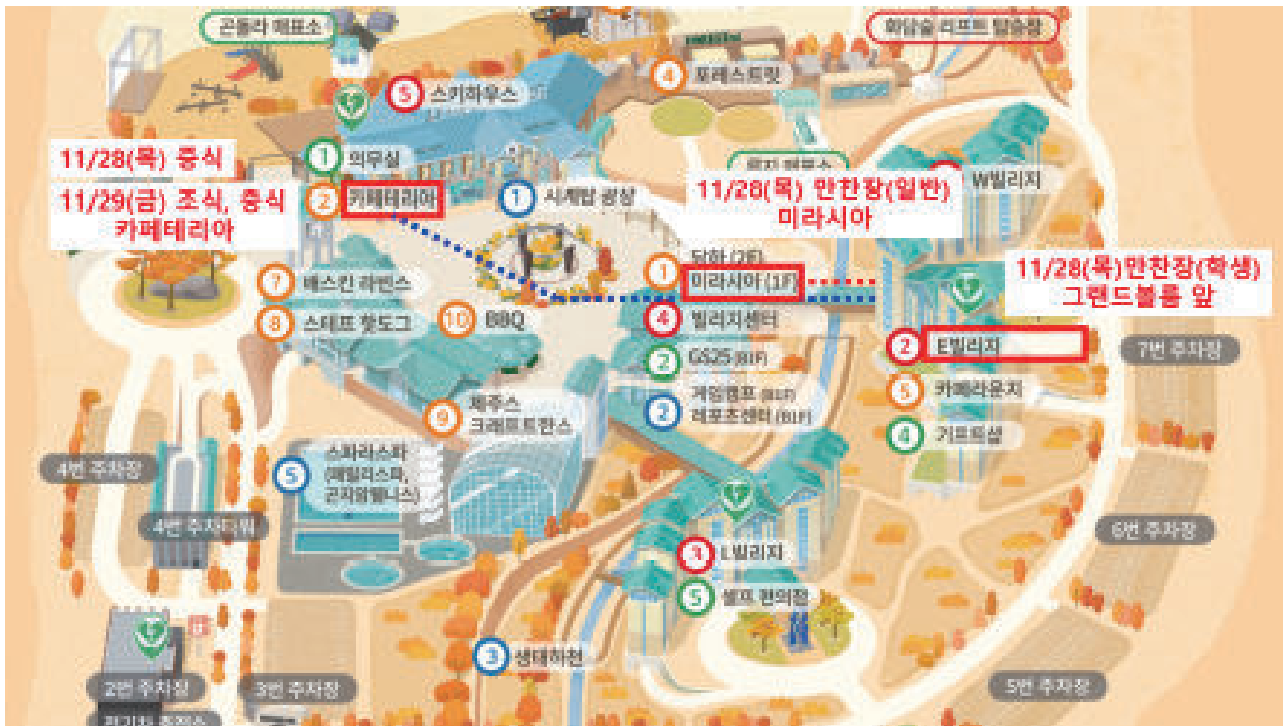 곤돌라 매표소
화담숲 리프트 탑승장
4 포레스트릿
5 스키하우스
1 의무실
11/28(목) 중식
11/29(금) 조식, 중식
카페테리아
2 카페테리아
1 시계탑 광장
11/28(목) 만찬장(일반)
미라시아
W빌리지
담하 (2F)
1 미라시아 (1F)
11/28(목)만찬장(학생)
그랜드볼룸 앞
7 배스킨 라빈스
8 스테프 핫도그
10 BBQ
4 빌리지센터
2 GS25 (B1F)
2 E빌리지
7번 주차장
게임캠프 (B1F)
2 레포츠센터 (B1F)
5 카페라운지
4 기프트샵
9 제주스
크래프트한스
4번 주차장
5 스파라스파
(패밀리스파,
곤지암웰니스)
4번 주차타워
6번 주차장
3 L빌리지
5 셀프 편의점
3 생태하천
2번 주차장
3번 주차장
5번 주차장
전기차 충전소